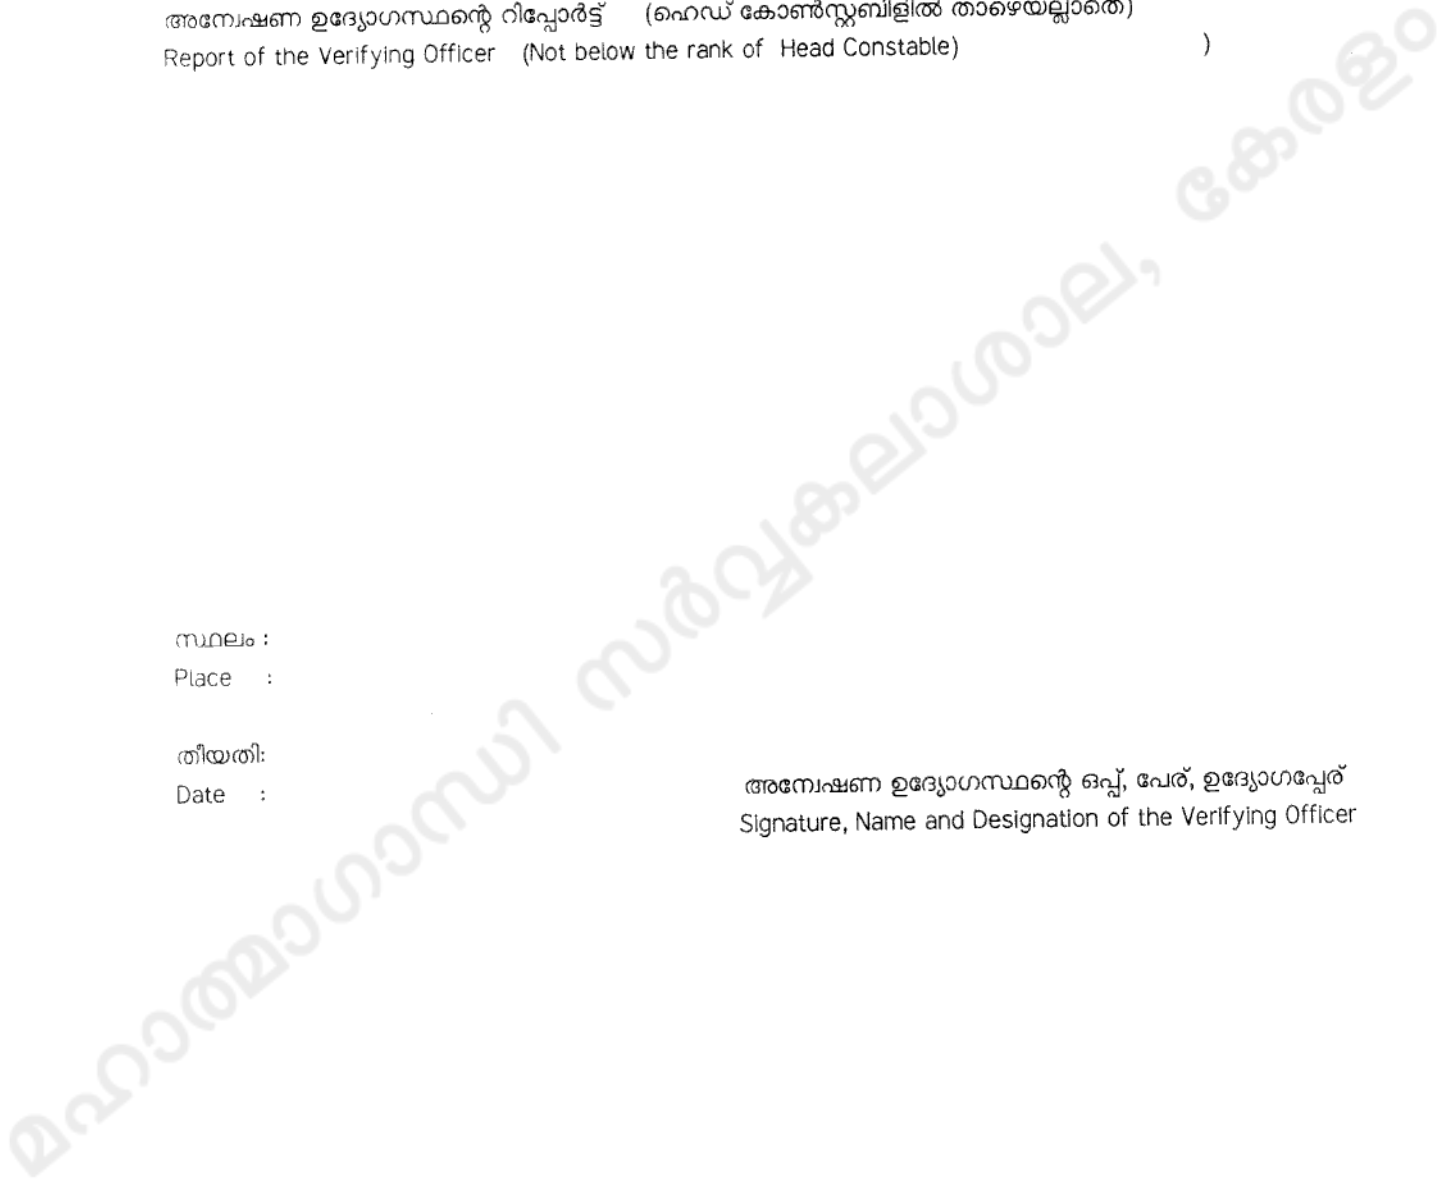 അന്വേഷണ ഉദ്യോഗസ്ഥന്റെ റിപ്പോർട്ട് (ഹെഡ് കോൺസ്റ്റബിളിൽ താഴെയല്ലാതെ)
Report of the Verifying Officer (Not below the rank of Head Constable) )
സ്ഥലം :
Place :
തീയതി:
Date :
അന്വേഷണ ഉദ്യോഗസ്ഥന്റെ ഒപ്പ്, പേര്, ഉദ്യോഗപ്പേര്
Signature, Name and Designation of the Verifying Officer
മഹാത്മാഗാന്ധി സർവ്വകലാശാല, കേരളം